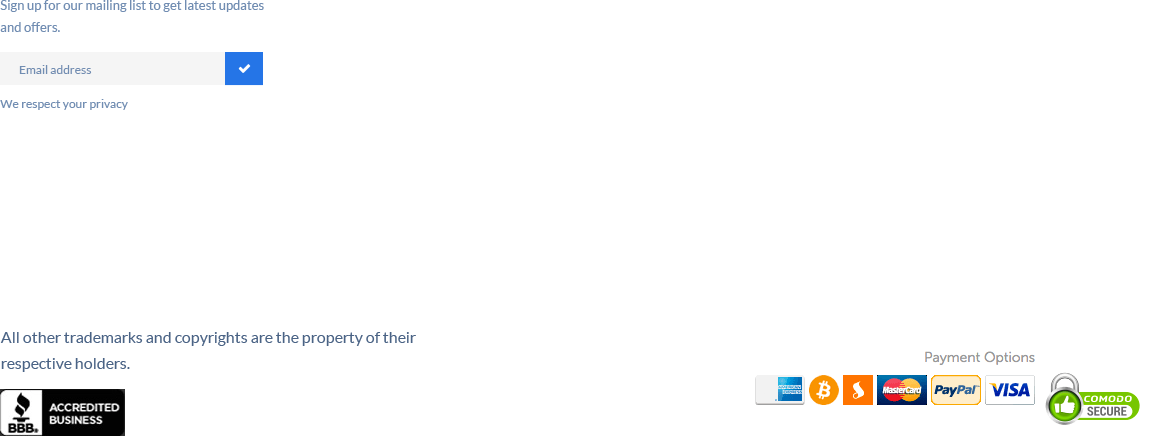 Sign up for our mailing list to get latest updates
and offers.
Email address
We respect your privacy
All other trademarks and copyrights are the property of their
respective holders.
Payment Options
BBB.
ACCREDITED
BUSINESS
MasterCard
PayPal
VISA
COMODO
SECURE